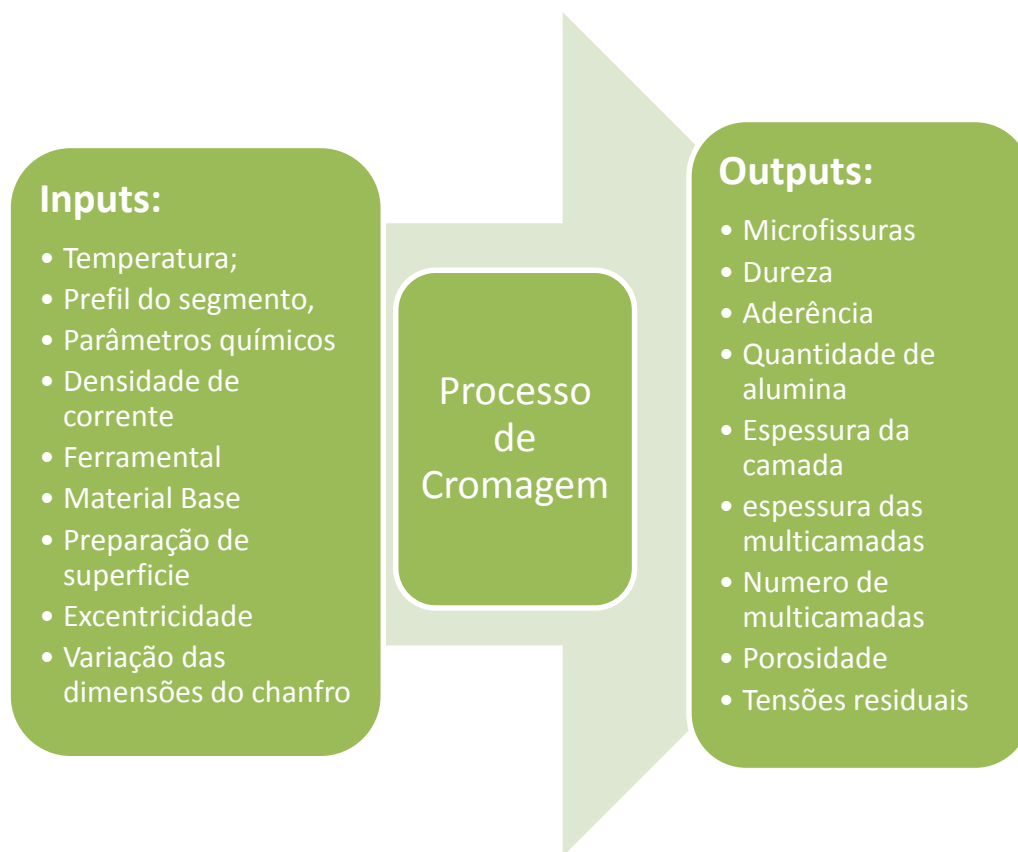 Inputs:
• Temperatura;
• Prefil do segmento,
• Parâmetros químicos
• Densidade de
corrente
• Ferramental
• Material Base
• Preparação de
superficie
• Excentricidade
• Variação das
dimensões do chanfro
Processo
de
Cromagem
Outputs:
• Microfissuras
• Dureza
• Aderência
• Quantidade de
alumina
• Espessura da
camada
• espessura das
multicamadas
• Numero de
multicamadas
• Porosidade
• Tensões residuais